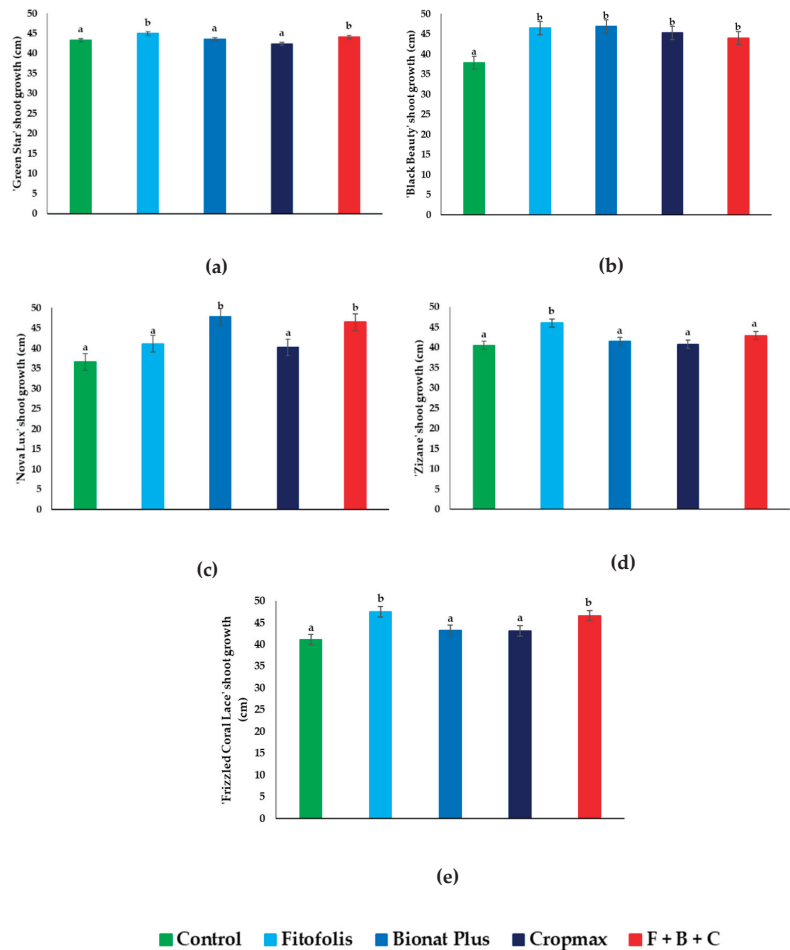 'Green Star' shoot growth (cm)
50
45
40
35
30
25
20
15
10
5
0
a
b
a
a
b
(a)
'Black Beauty' shoot growth (cm)
50
45
40
35
30
25
20
15
10
5
0
a
b
b
b
b
(b)
'Nova Lux' shoot growth (cm)
50
45
40
35
30
25
20
15
10
5
0
a
a
b
a
b
(c)
'Zizane' shoot growth (cm)
50
45
40
35
30
25
20
15
10
5
0
a
b
a
a
a
(d)
'Frizzled Coral Lace' shoot growth
(cm)
50
45
40
35
30
25
20
15
10
5
0
a
b
a
a
b
(e)
Control Fitofolis Bionat Plus Cropmax F + B + C